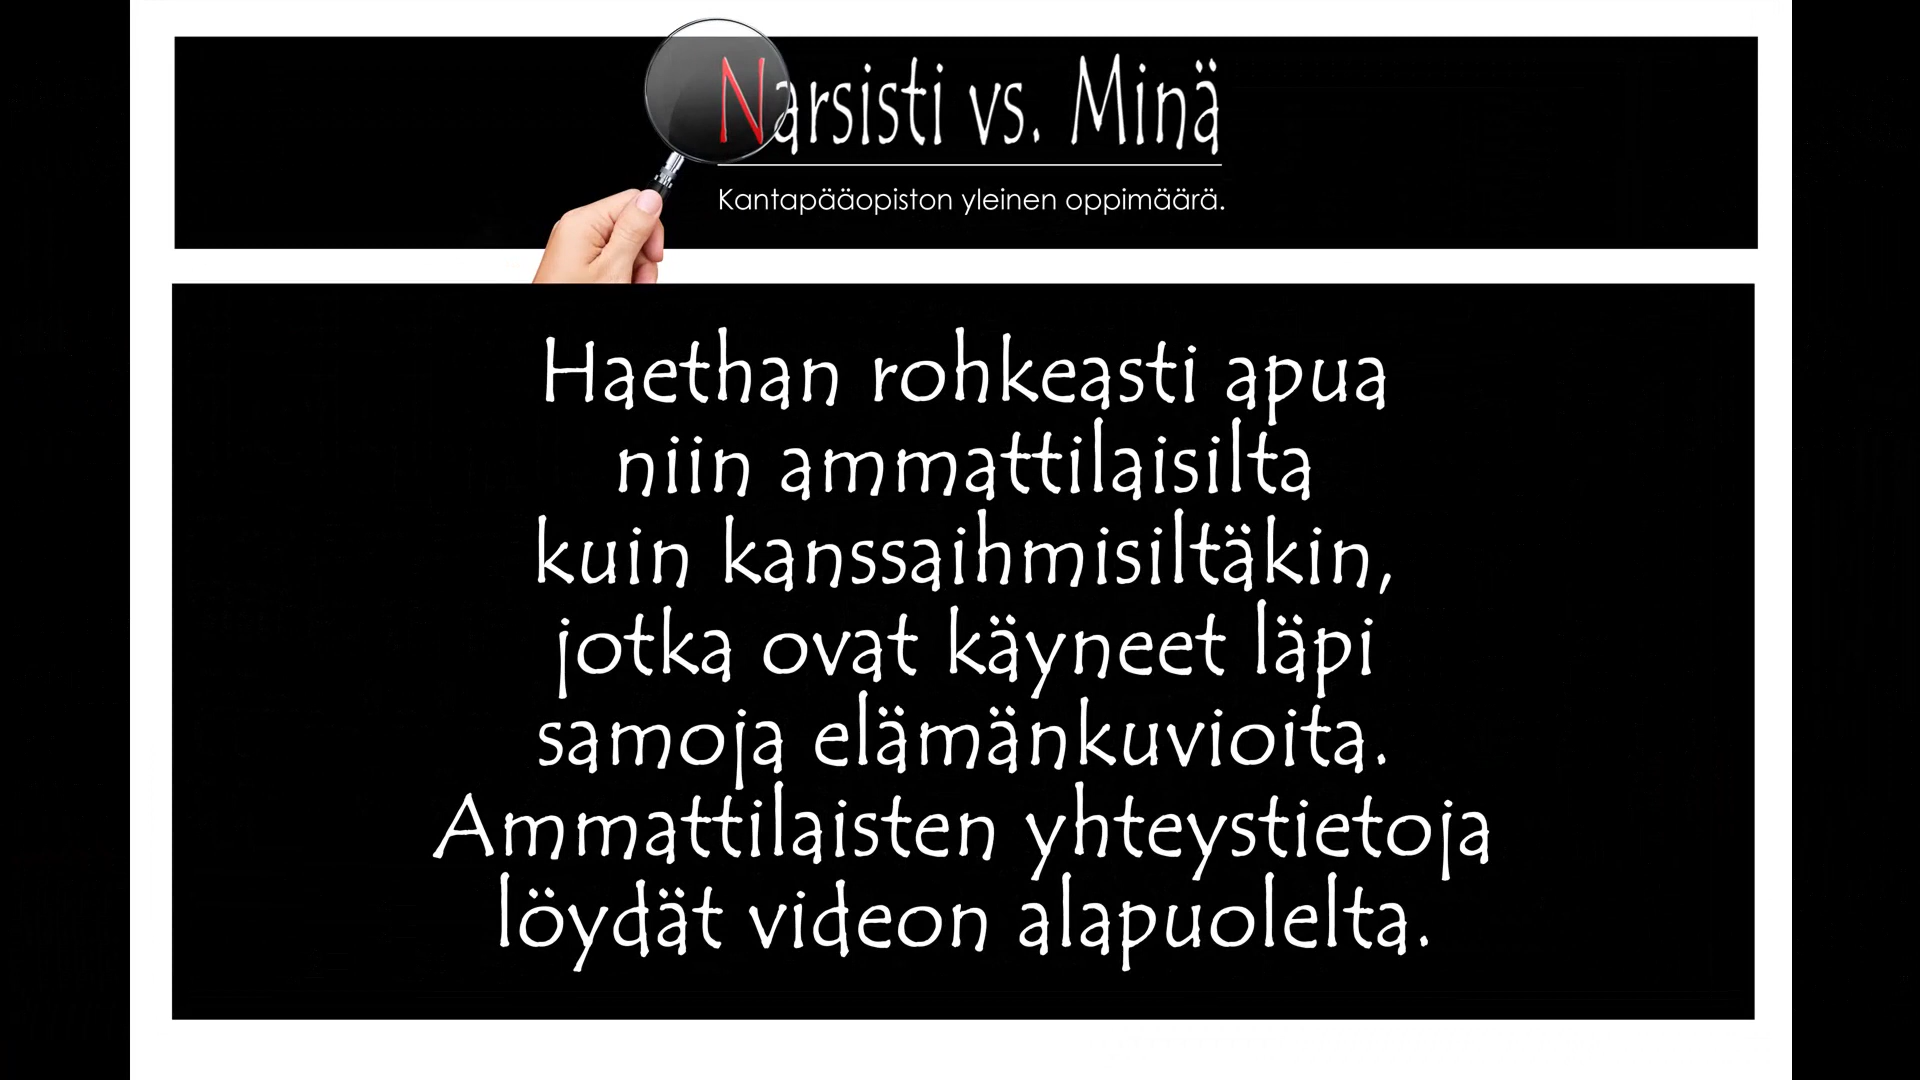 Narsisti vs. Minä
Kantapääopiston yleinen oppimäärä.
Haethan rohkeasti apua
niin ammattilaisilta
kuin kanssaihmisiltäkin,
jotka ovat käyneet läpi
samoja elämänkuvioita.
Ammattilaisten yhteystietoja
löydät videon alapuolelta.